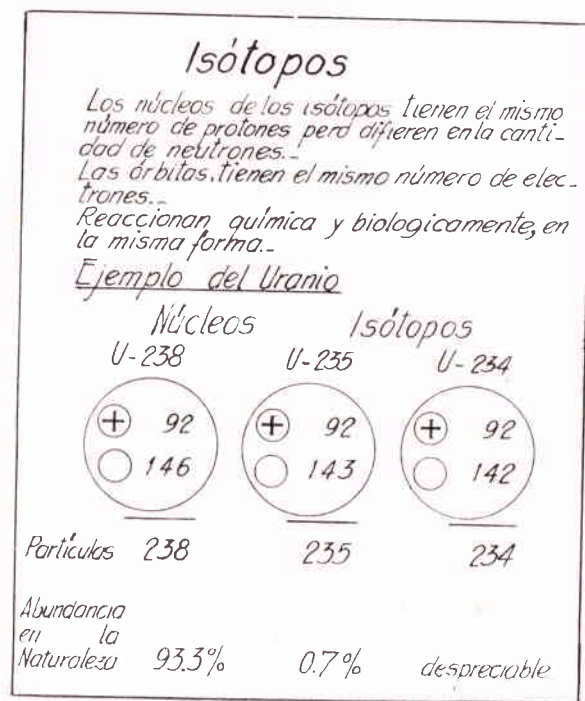 Isótopos
Los núcleos de los isótopos tienen el mismo
número de protones pero difieren en la canti-
dad de neutrones.-
Las órbitas, tienen el mismo número de elec-
trones.-
Reaccionan química y biologicamente, en
la misma forma.-
Ejemplo del Uranio
Núcleos Isótopos
U-238 U-235 U-234
+ 92 + 92 + 92
146 143 142
Partículas 238 235 234
Abundancia
en la
Naturaleza 93.3% 0.7% despreciable